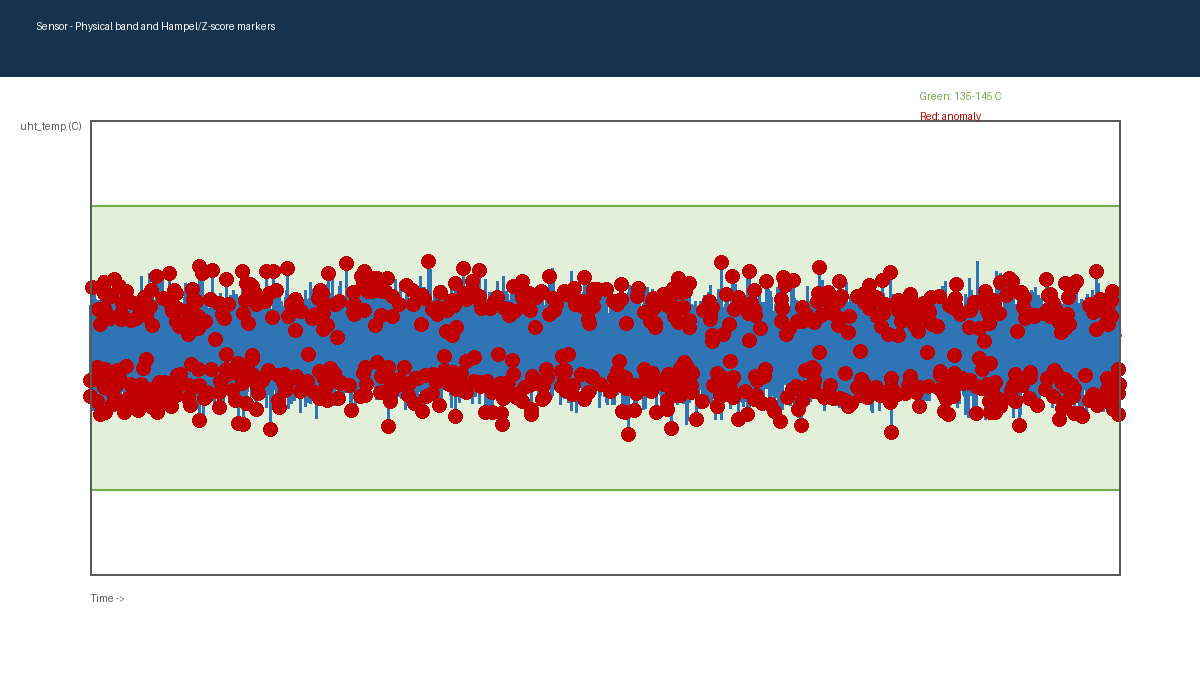 Sensor - Physical band and Hampel/Z-score markers
Green: 135-145 C
Red: anomaly
uht_temp (C)
Time ->